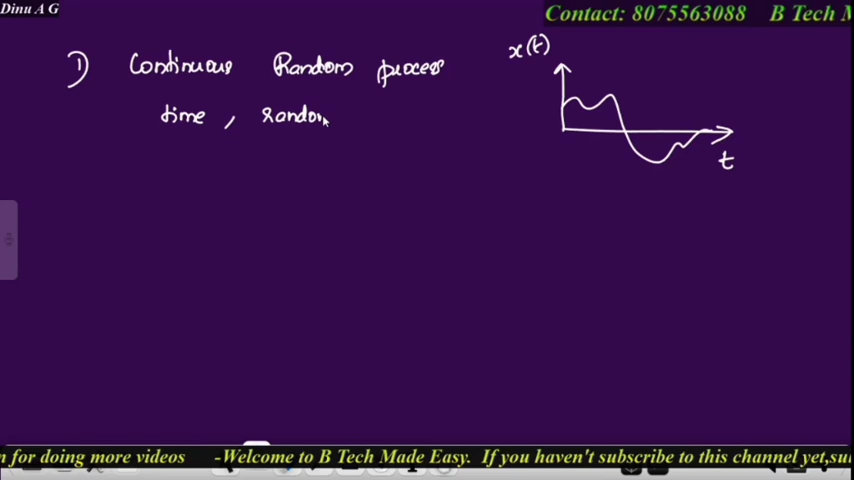 Dinu A G
Contact: 8075563088 B Tech M
1) Continuous Random process
x(t)
time , random
t
n for doing more videos -Welcome to B Tech Made Easy. If you haven't subscribe to this channel yet,su